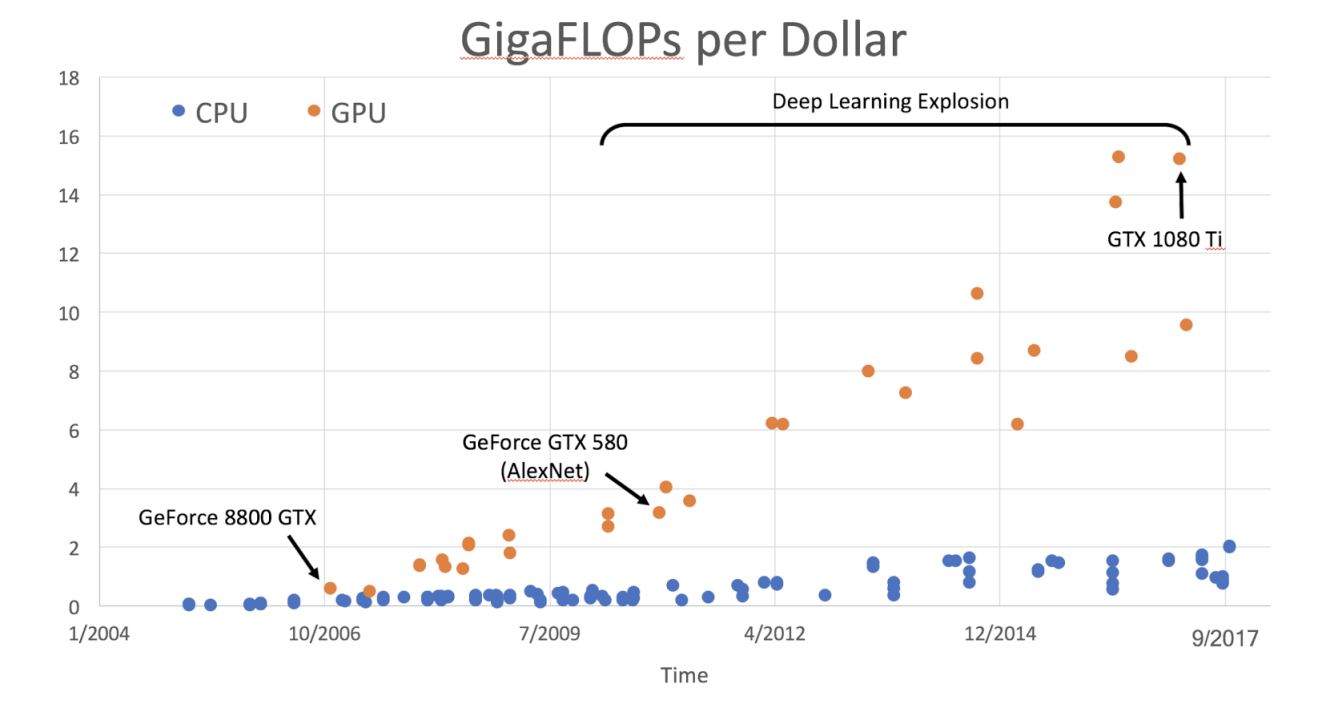 GigaFLOPs per Dollar
18
CPU
GPU
Deep Learning Explosion
16
14
GTX 1080 Ti
12
10
8
6
GeForce GTX 580
(AlexNet)
4
GeForce 8800 GTX
2
0
1/2004
10/2006
7/2009
4/2012
12/2014
9/2017
Time